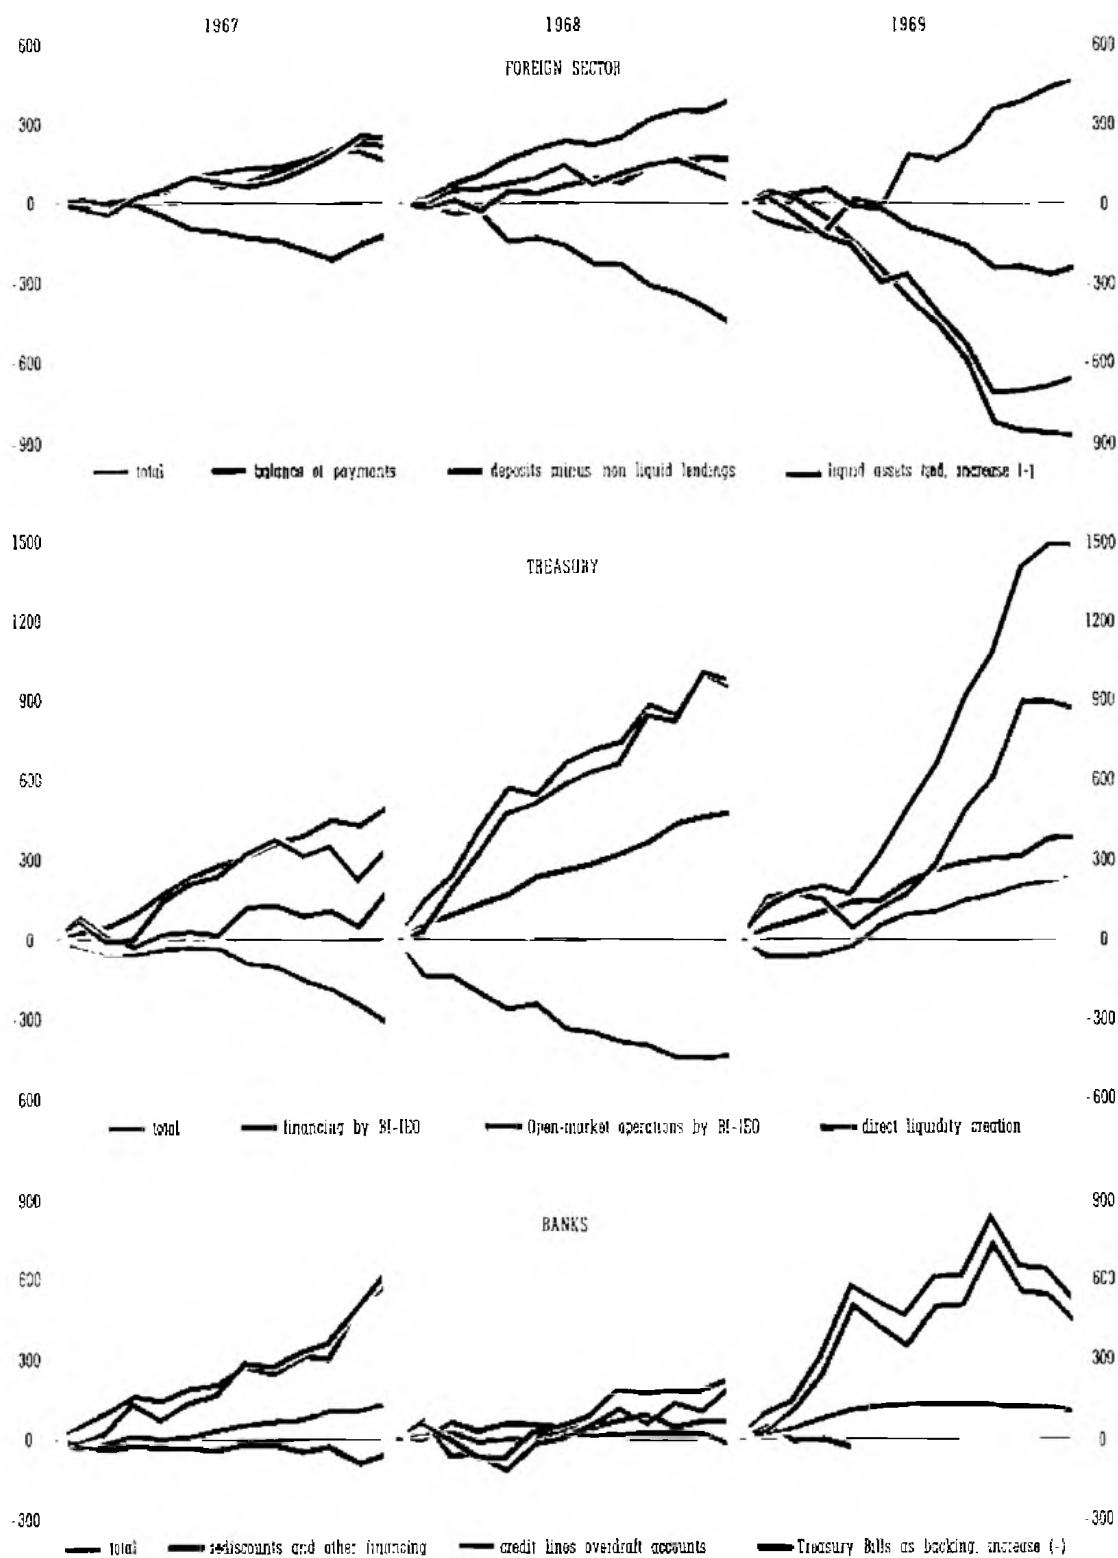 1967 1968 1969
600 600
FOREIGN SECTOR
300 300
0 0
-300 -300
-600 -600
-900 900
total balance of payments deposits minus non liquid lendings liquid assets increase (-)
1500 1500
TREASURY
1200 1200
900 900
600 600
300 300
0 0
-300 -300
600 -600
total financing by BI-IEO Open-market operations by BI-IEO direct liquidity creation
900 900
BANKS
600 600
300 300
0 0
-300 -300
total rediscounts and other financing credit lines overdraft accounts Treasury Bills as backing, increase (-)